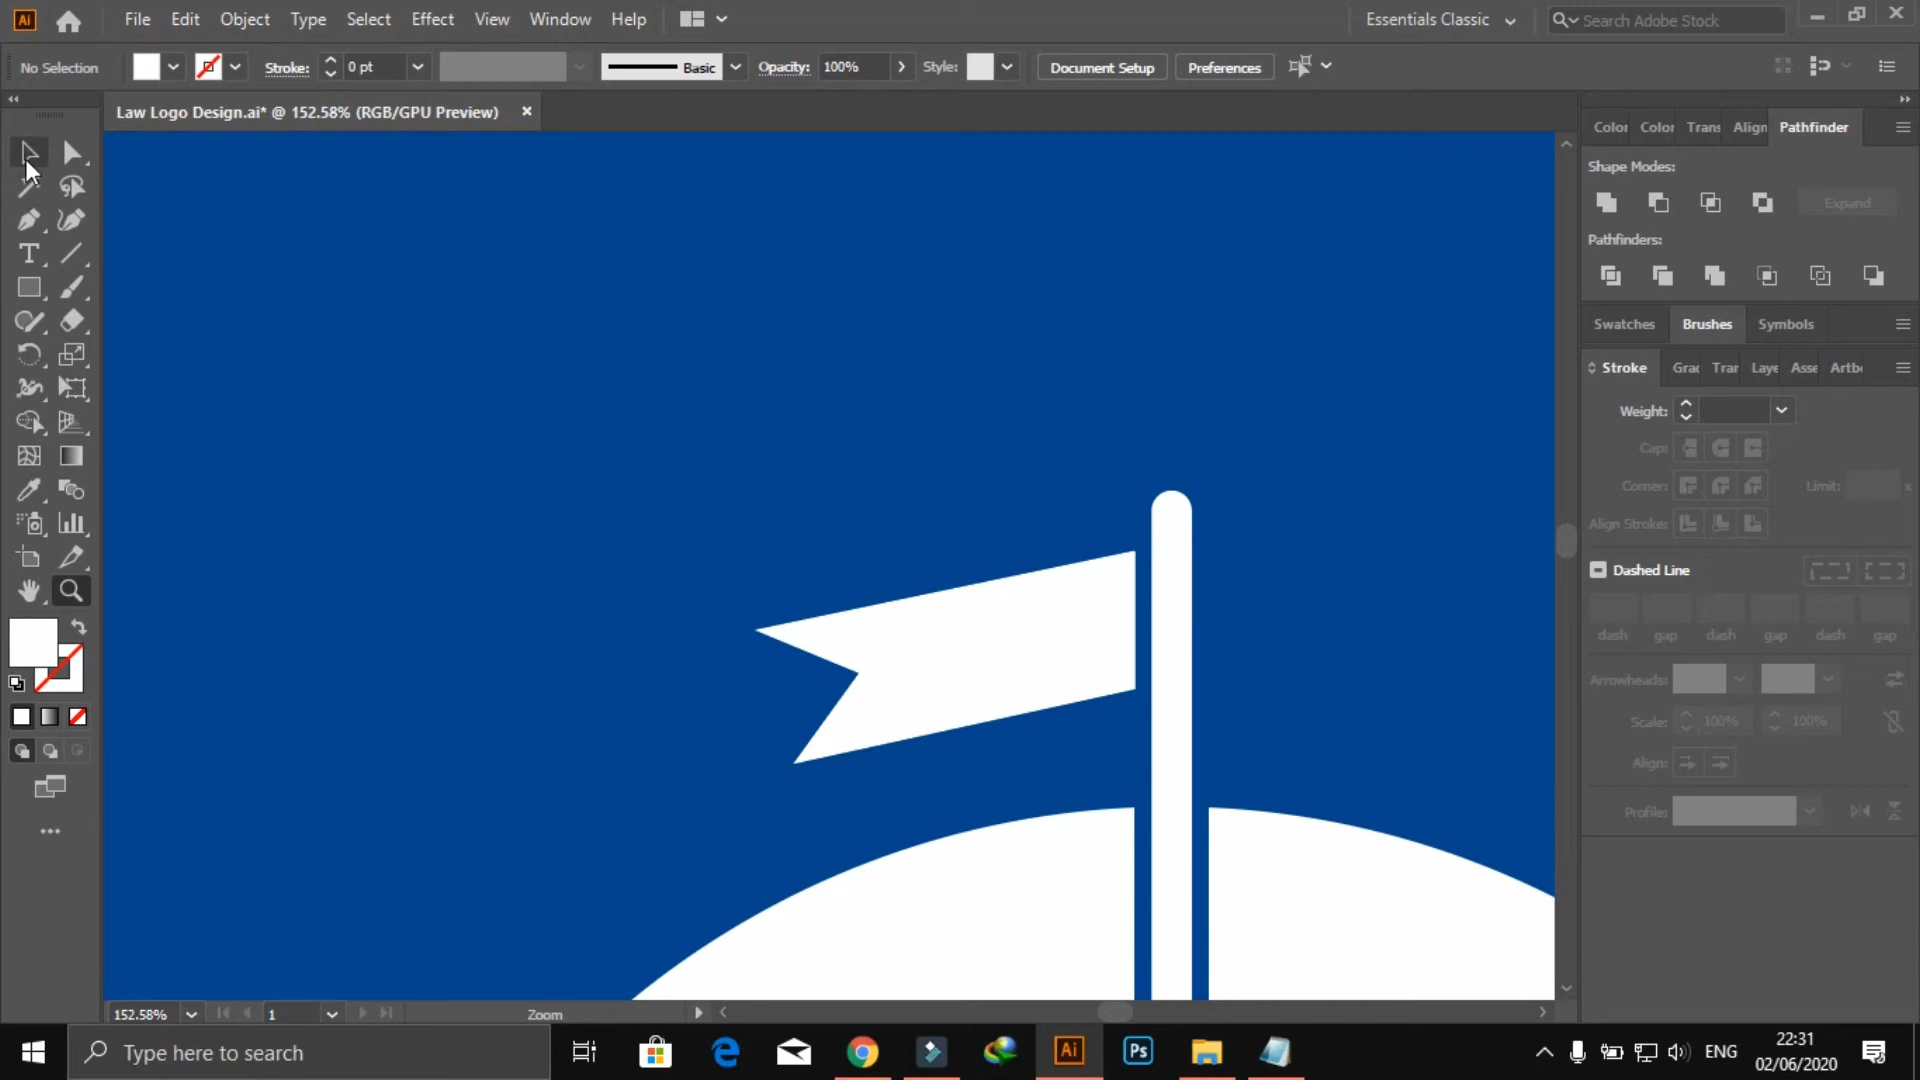 Ai File Edit Object Type Select Effect View Window Help Essentials Classic Search Adobe Stock
No Selection Stroke: 0 pt Basic Opacity: 100% Style: Document Setup Preferences
Law Logo Design.ai* @ 152.58% (RGB/GPU Preview)
Color Color Trans Align Pathfinder
Shape Modes:
Expand
Pathfinders:
Swatches Brushes Symbols
Stroke Grac Trar Laye Asse Artb
Weight:
Cap:
Corner: Limit: x
Align Stroke:
Dashed Line
dash gap dash gap dash gap
Arrowheads:
Scale: 100% 100%
Align:
Profile:
152.58% 1 Zoom
Type here to search Ai Ps ENG 22:31
02/06/2020